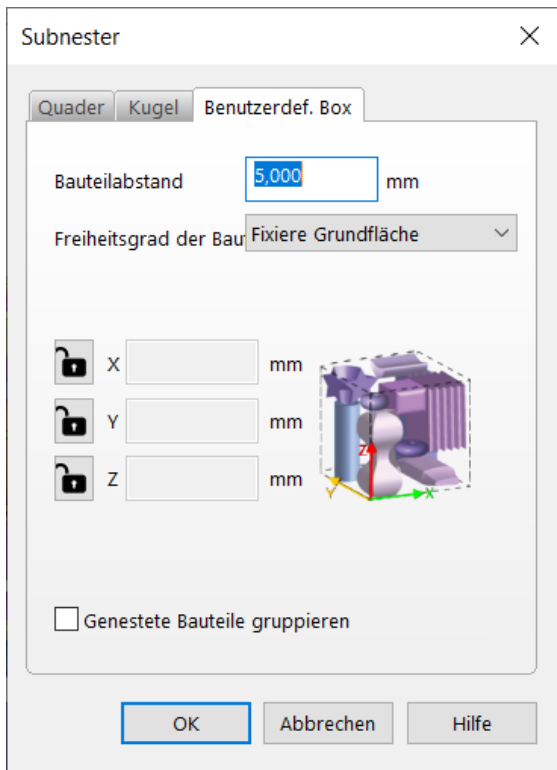 Subnester
Quader Kugel Benutzerdef. Box
Bauteilabstand 5,000 mm
Freiheitsgrad der Bau Fixiere Grundfläche
X mm
Y mm
Z mm
Z
Y X
Genestete Bauteile gruppieren
OK Abbrechen Hilfe